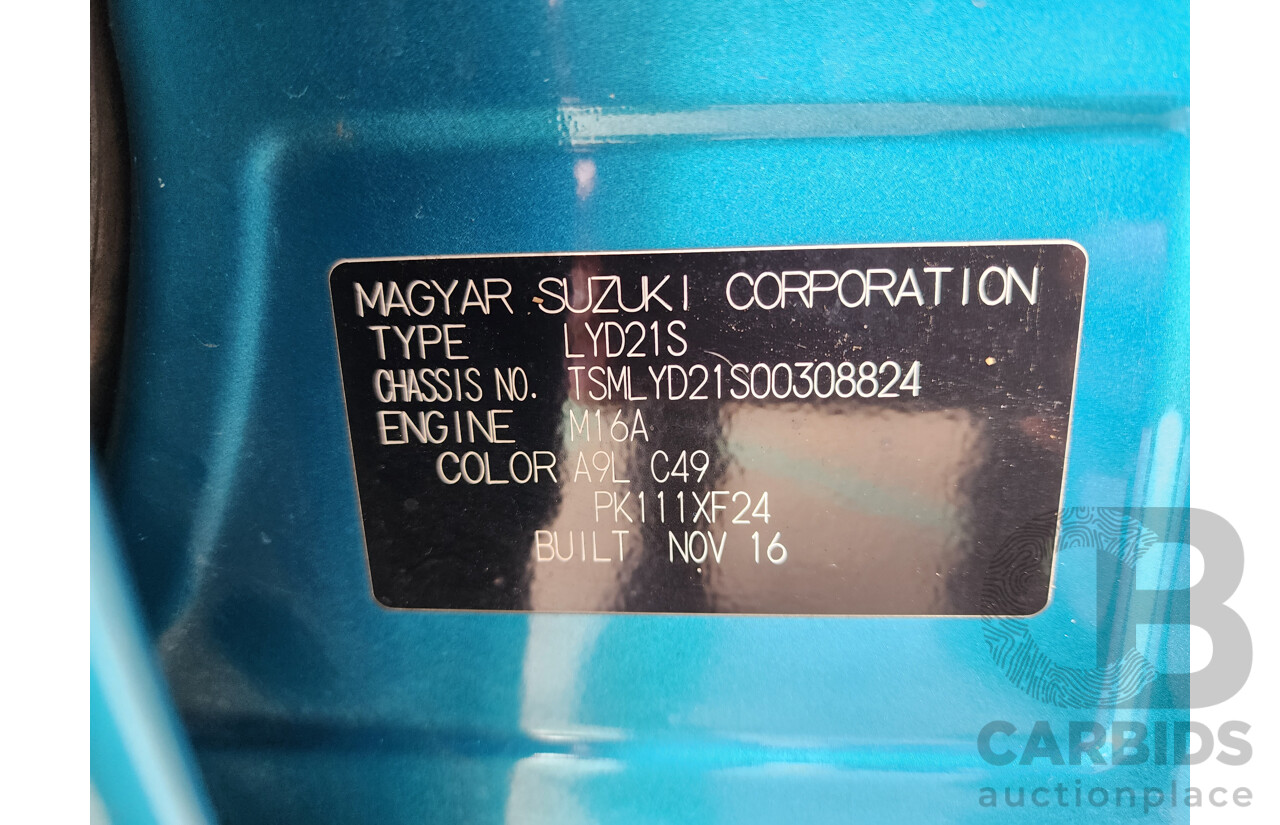 MAGYAR SUZUKI CORPORATION
TYPE LYD21S
CHASSIS NO. TSMLYD21S00308824
ENGINE M16A
COLOR A9L C49
PK111XF24
BUILT NOV 16
CB
CARBIDS
auctionplace